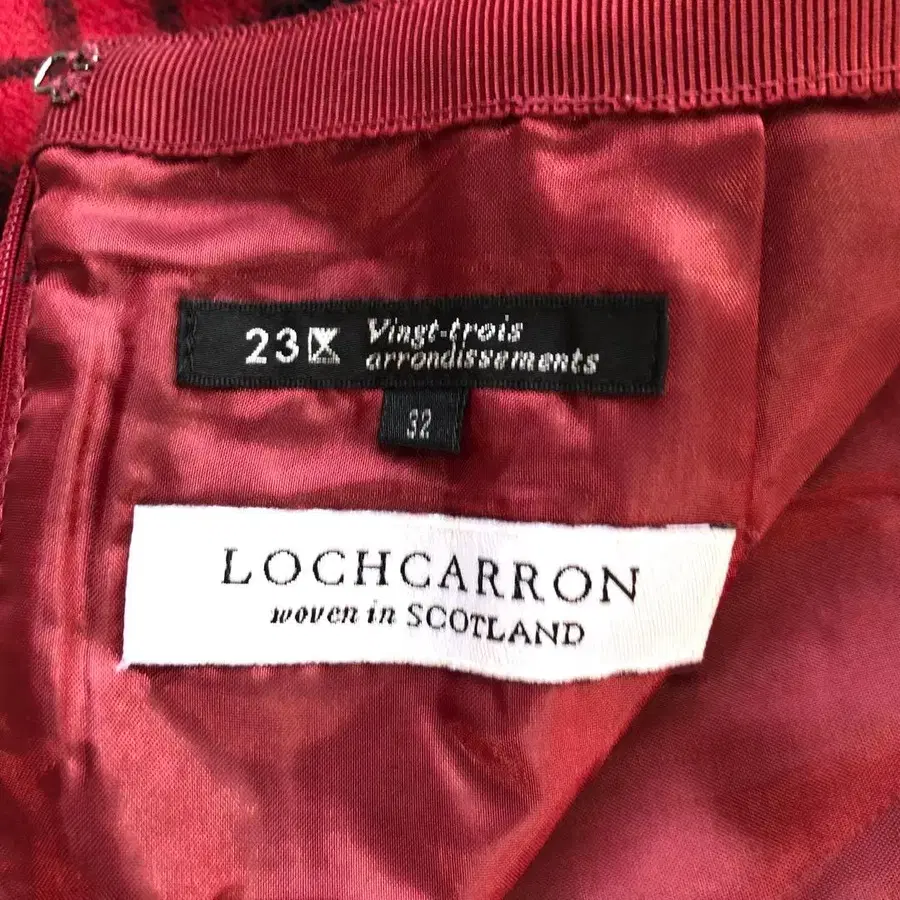 23区 Vingt-trois
arrondissements
32
LOCHCARRON
woven in SCOTLAND